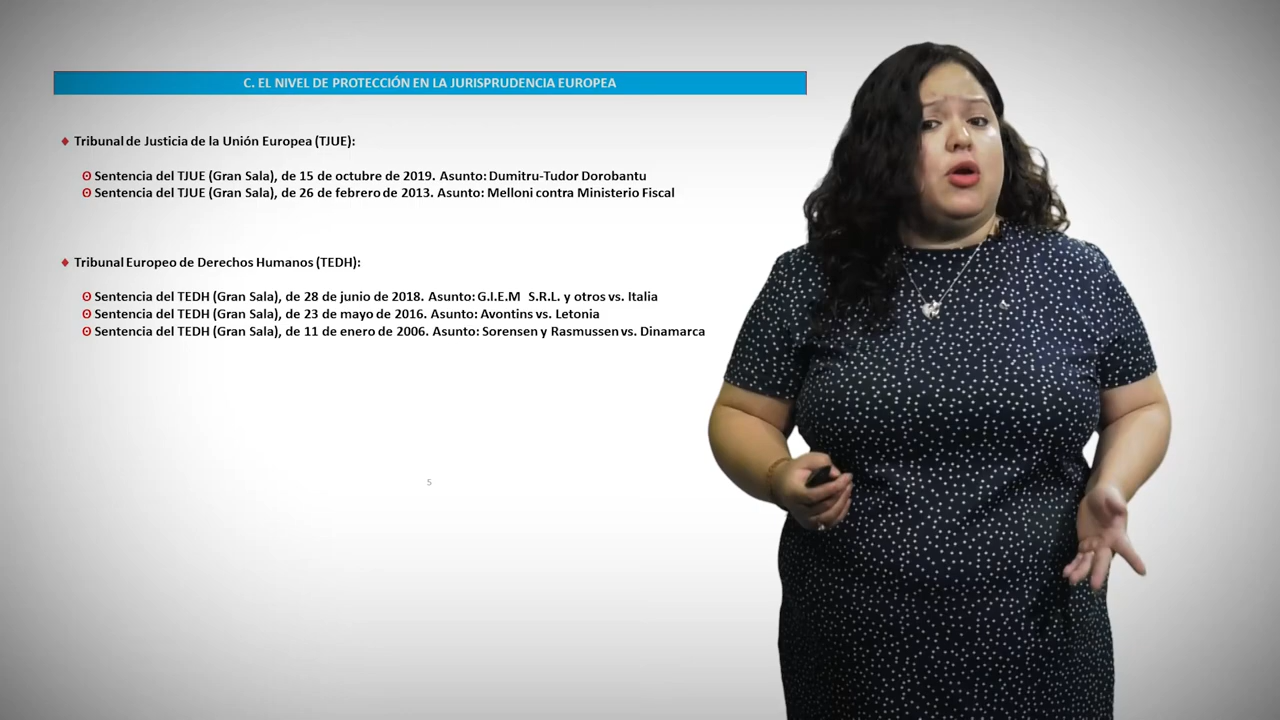 C. EL NIVEL DE PROTECCIÓN EN LA JURISPRUDENCIA EUROPEA
Tribunal de Justicia de la Unión Europea (TJUE):
Sentencia del TJUE (Gran Sala), de 15 de octubre de 2019. Asunto: Dumitru-Tudor Dorobantu
Sentencia del TJUE (Gran Sala), de 26 de febrero de 2013. Asunto: Melloni contra Ministerio Fiscal
Tribunal Europeo de Derechos Humanos (TEDH):
Sentencia del TEDH (Gran Sala), de 28 de junio de 2018. Asunto: G.I.E.M S.R.L. y otros vs. Italia
Sentencia del TEDH (Gran Sala), de 23 de mayo de 2016. Asunto: Avontins vs. Letonia
Sentencia del TEDH (Gran Sala), de 11 de enero de 2006. Asunto: Sorensen y Rasmussen vs. Dinamarca
5